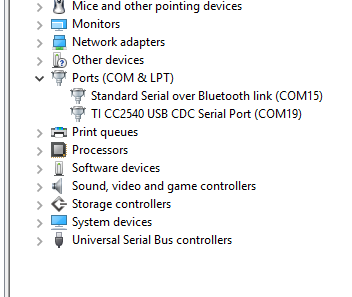 Mice and other pointing devices
Monitors
Network adapters
Other devices
Ports (COM & LPT)
Standard Serial over Bluetooth link (COM15)
TI CC2540 USB CDC Serial Port (COM19)
Print queues
Processors
Software devices
Sound, video and game controllers
Storage controllers
System devices
Universal Serial Bus controllers